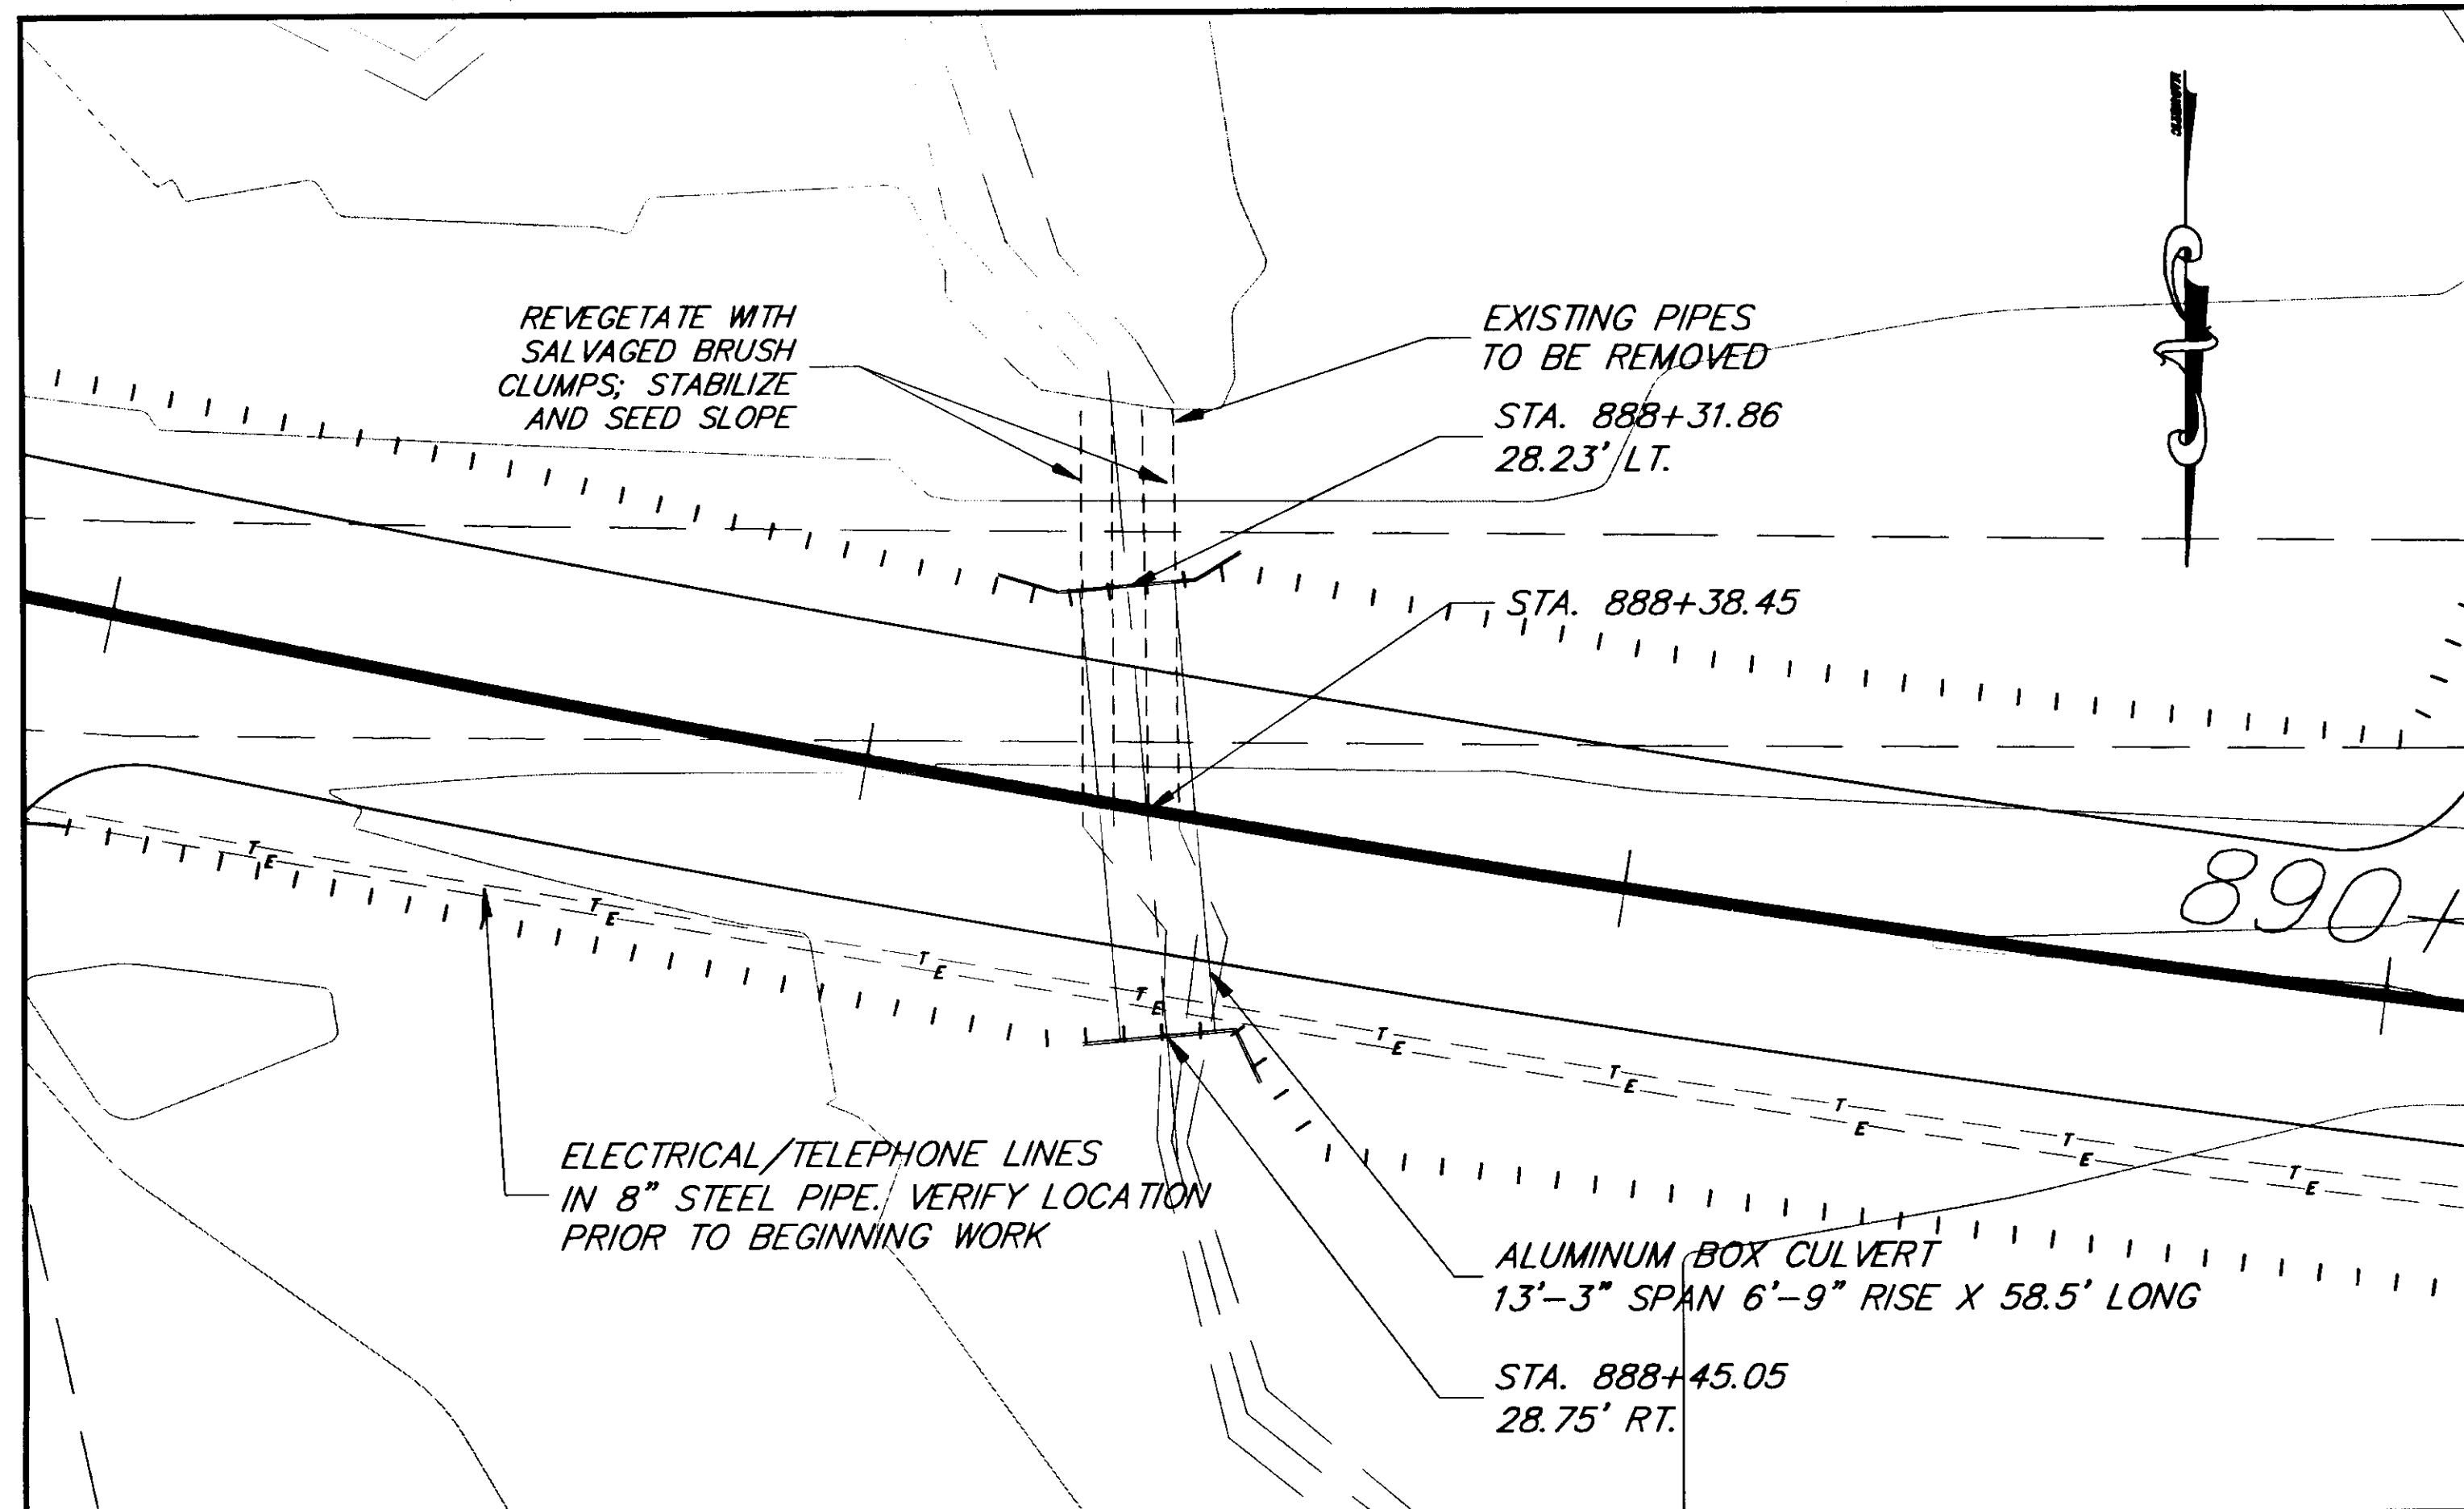 REVEGETATE WITH
SALVAGED BRUSH
CLUMPS; STABILIZE
AND SEED SLOPE
EXISTING PIPES
TO BE REMOVED
STA. 888+31.86
28.23' LT.
STA. 888+38.45
890+
T
E
T
E
T
E
T
E
T
E
T
E
T
E
T
E
T
E
ELECTRICAL/TELEPHONE LINES
IN 8" STEEL PIPE. VERIFY LOCATION
PRIOR TO BEGINNING WORK
ALUMINUM BOX CULVERT
13'-3" SPAN 6'-9" RISE X 58.5' LONG
STA. 888+45.05
28.75' RT.